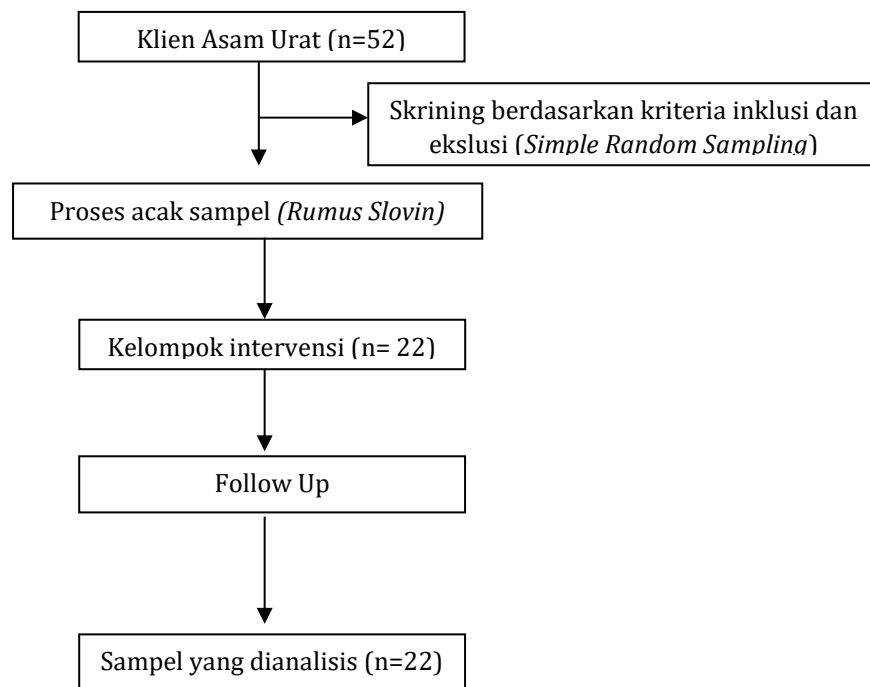 Klien Asam Urat (n=52)
Skrining berdasarkan kriteria inklusi dan
ekslusi (Simple Random Sampling)
Proses acak sampel (Rumus Slovin)
Kelompok intervensi (n= 22)
Follow Up
Sampel yang dianalisis (n=22)